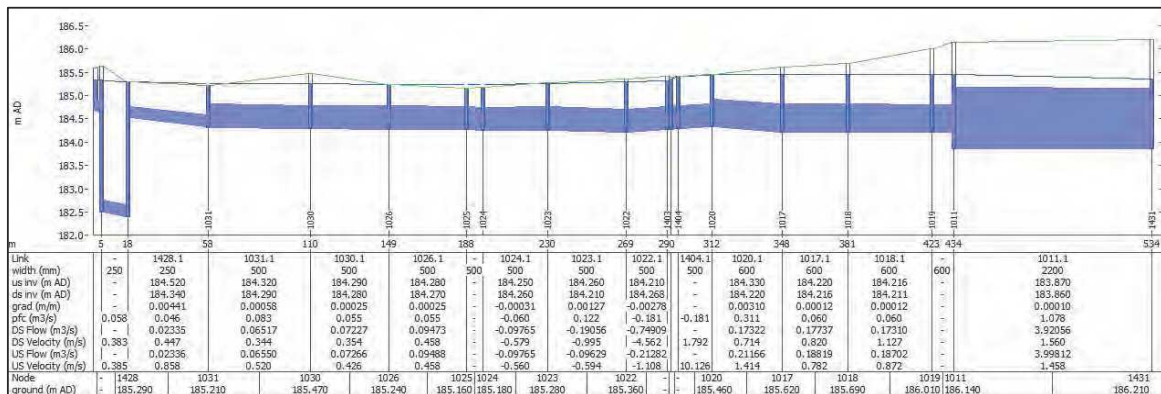 186.5
186.0
185.5
185.0
184.5
184.0
183.5
183.0
182.5
182.0
m AD
1031 1030 1026 1025 1024 1023 1022 1403 1404 1020 1017 1018 1019 1011 1431
m 5 18 58 110 149 188 230 269 290 312 348 381 423 434 534
Link - 1428.1 1031.1 1030.1 1026.1 - 1024.1 1023.1 1022.1 1404.1 1020.1 1017.1 1018.1 - 1011.1
width (mm) 250 250 500 500 500 500 500 500 500 500 600 600 600 600 2200
us inv (m AD) - 184.520 184.320 184.290 184.280 - 184.250 184.260 184.210 - 184.330 184.220 184.216 - 183.870
ds inv (m AD) - 184.340 184.290 184.280 184.270 - 184.260 184.210 184.268 - 184.220 184.216 184.211 - 183.860
grad (m/m) - 0.00441 0.00058 0.00025 0.00025 - -0.00031 0.00127 -0.00278 - 0.00310 0.00012 0.00012 - 0.00010
pfc (m3/s) 0.058 0.046 0.083 0.055 0.055 -0.060 0.122 -0.181 -0.181 0.311 0.060 0.060 - 1.078
DS Flow (m3/s) - 0.02335 0.06517 0.07227 0.09473 - -0.09765 -0.19056 -0.74909 - 0.17322 0.17737 0.17310 - 3.92056
DS Velocity (m/s) 0.383 0.447 0.344 0.354 0.458 -0.579 -0.995 -4.562 1.792 0.714 0.820 1.127 - 1.560
US Flow (m3/s) - 0.02336 0.06550 0.07266 0.09488 - -0.09765 -0.09629 -0.21282 - 0.21166 0.18819 0.18702 - 3.99812
US Velocity (m/s) 0.385 0.858 0.520 0.426 0.458 -0.560 -0.594 -1.108 10.126 1.414 0.782 0.872 - 1.458
Node - 1428 1031 1030 1026 1025 1024 1023 1022 - - 1020 1017 1018 1019 1011 1431
ground (m AD) - 185.290 185.210 185.470 185.240 185.160 185.180 185.280 185.360 - - 185.460 185.620 185.690 186.010 186.140 186.210